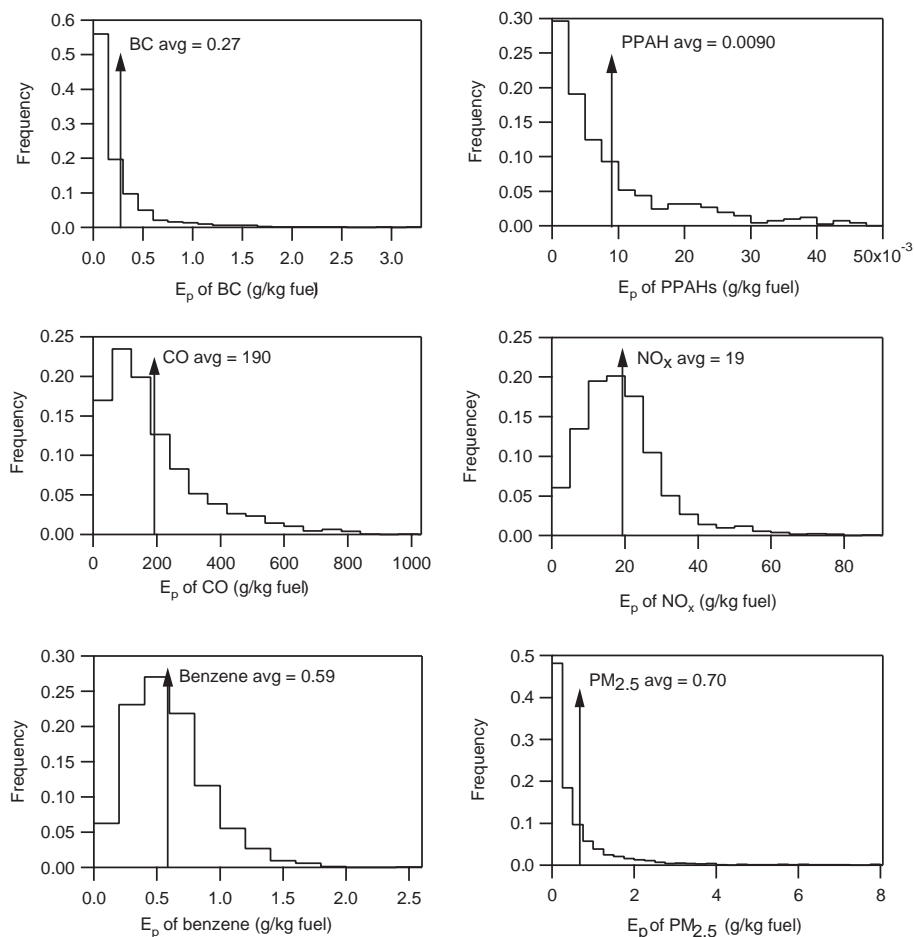 0.6
0.5
0.4
0.3
0.2
0.1
0.0
Frequency
BC avg = 0.27
0.0 0.5 1.0 1.5 2.0 2.5 3.0
Ep of BC (g/kg fuel)
0.30
0.25
0.20
0.15
0.10
0.05
0.00
Frequency
PPAH avg = 0.0090
0 10 20 30 40 50x10-3
Ep of PPAHs (g/kg fuel)
0.25
0.20
0.15
0.10
0.05
0.00
Frequency
CO avg = 190
0 200 400 600 800 1000
Ep of CO (g/kg fuel)
0.25
0.20
0.15
0.10
0.05
0.00
Frequencey
NOx avg = 19
0 20 40 60 80
Ep of NOx (g/kg fuel)
0.30
0.25
0.20
0.15
0.10
0.05
0.00
Frequency
Benzene avg = 0.59
0.0 0.5 1.0 1.5 2.0 2.5
Ep of benzene (g/kg fuel)
0.5
0.4
0.3
0.2
0.1
0.0
Frequency
PM2.5 avg = 0.70
0 2 4 6 8
Ep of PM2.5 (g/kg fuel)